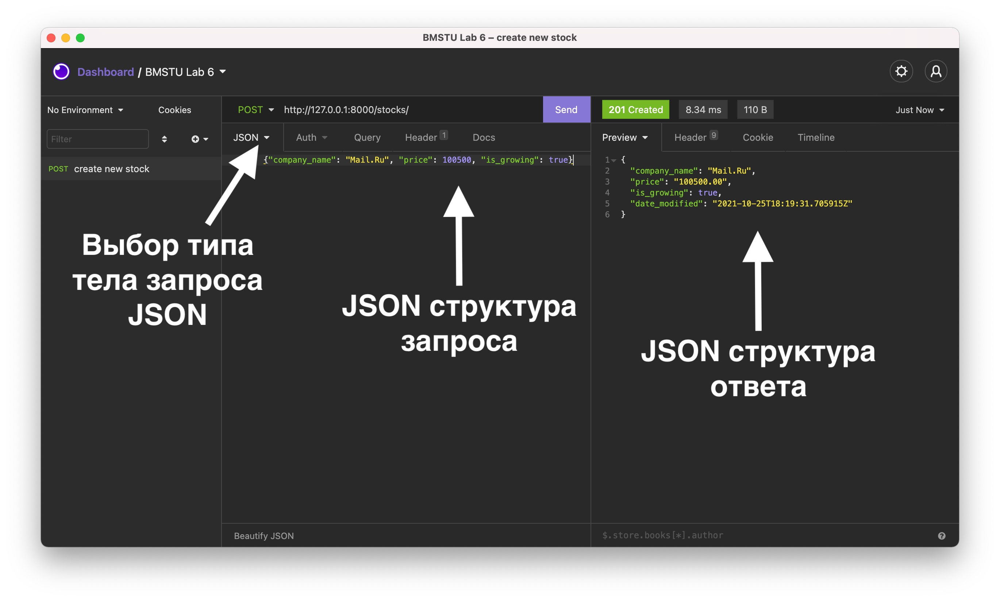 BMSTU Lab 6 – create new stock
Dashboard / BMSTU Lab 6
No Environment
Cookies
Filter
POST create new stock
POST http://127.0.0.1:8000/stocks/
Send
JSON Auth Query Header 1 Docs
{"company_name": "Mail.Ru", "price": 100500, "is_growing": true}
201 Created 8.34 ms 110 B Just Now
Preview Header 9 Cookie Timeline
1 {
2 "company_name": "Mail.Ru",
3 "price": "100500.00",
4 "is_growing": true,
5 "date_modified": "2021-10-25T18:19:31.705915Z"
6 }
Выбор типа
тела запроса
JSON
JSON структура
запроса
JSON структура
ответа
Beautify JSON
$.store.books[*].author
?